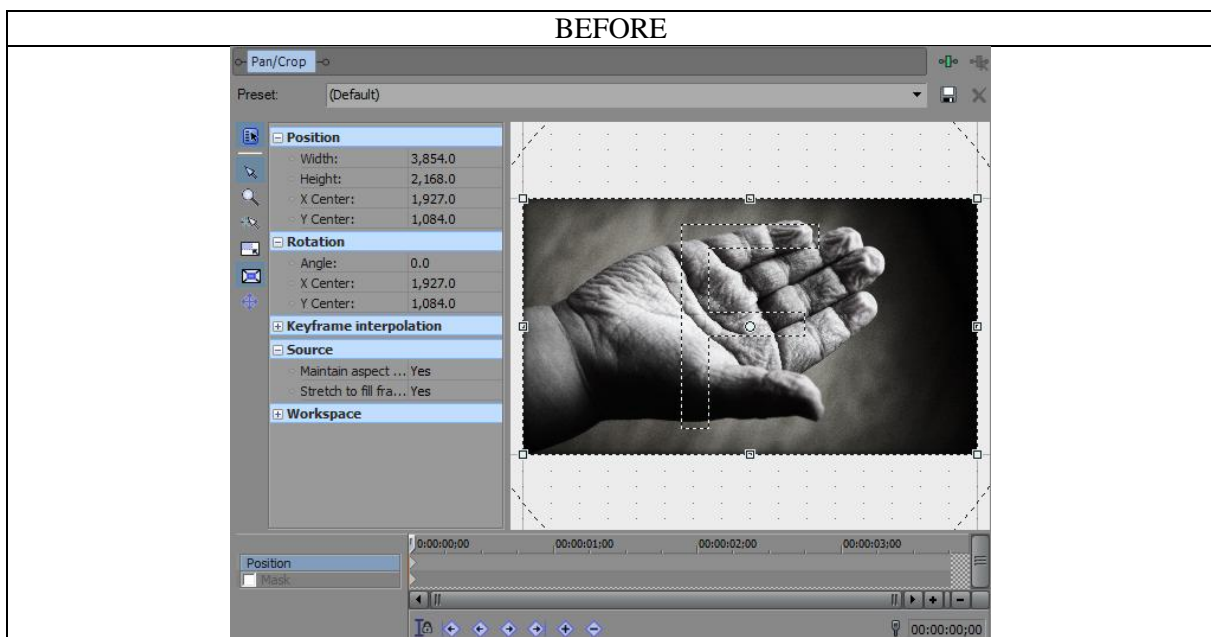 BEFORE
Pan/Crop
Preset: (Default)
Position
Width: 3,854.0
Height: 2,168.0
X Center: 1,927.0
Y Center: 1,084.0
Rotation
Angle: 0.0
X Center: 1,927.0
Y Center: 1,084.0
Keyframe interpolation
Source
Maintain aspect ... Yes
Stretch to fill fra... Yes
Workspace
0:00:00;00 00:00:01;00 00:00:02;00 00:00:03;00
Position
Mask
00:00:00;00